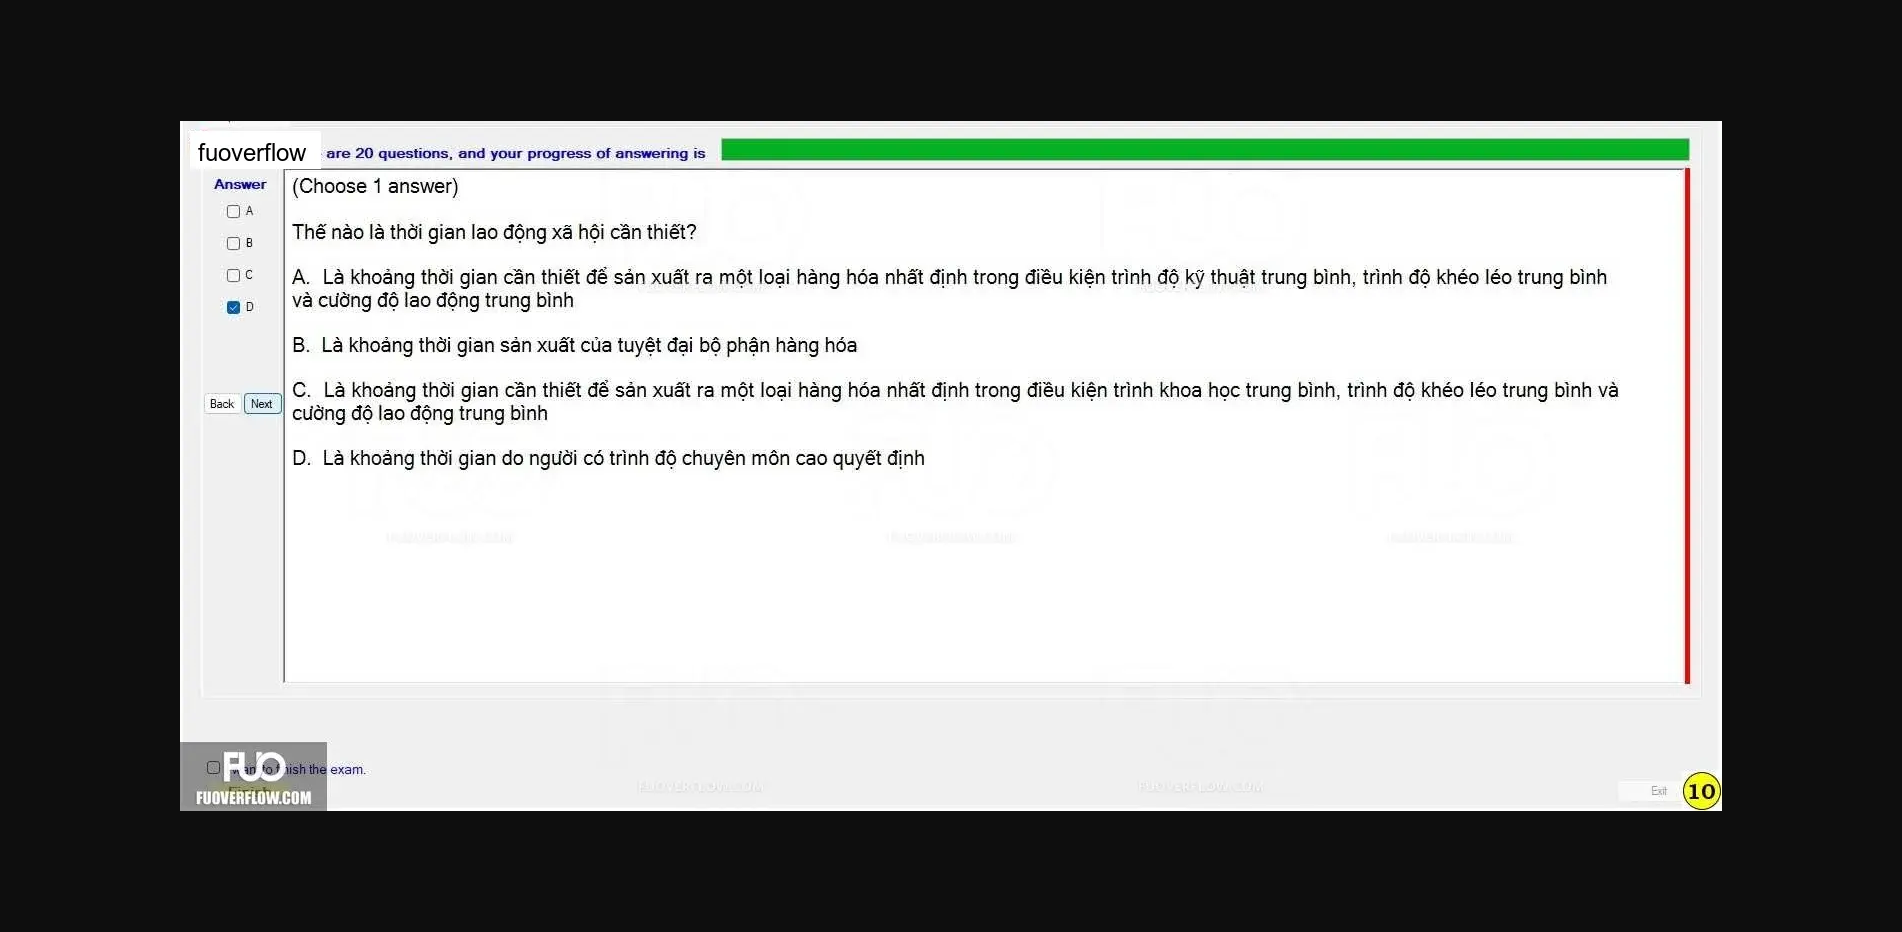 fuoverflow are 20 questions, and your progress of answering is
Answer
A
B
C
D
Back Next
(Choose 1 answer)
Thế nào là thời gian lao động xã hội cần thiết?
A. Là khoảng thời gian cần thiết để sản xuất ra một loại hàng hóa nhất định trong điều kiện trình độ kỹ thuật trung bình, trình độ khéo léo trung bình
và cường độ lao động trung bình
B. Là khoảng thời gian sản xuất của tuyệt đại bộ phận hàng hóa
C. Là khoảng thời gian cần thiết để sản xuất ra một loại hàng hóa nhất định trong điều kiện trình khoa học trung bình, trình độ khéo léo trung bình và
cường độ lao động trung bình
D. Là khoảng thời gian do người có trình độ chuyên môn cao quyết định
FUO
the exam.
FUOVERFLOW.COM
Exit
10